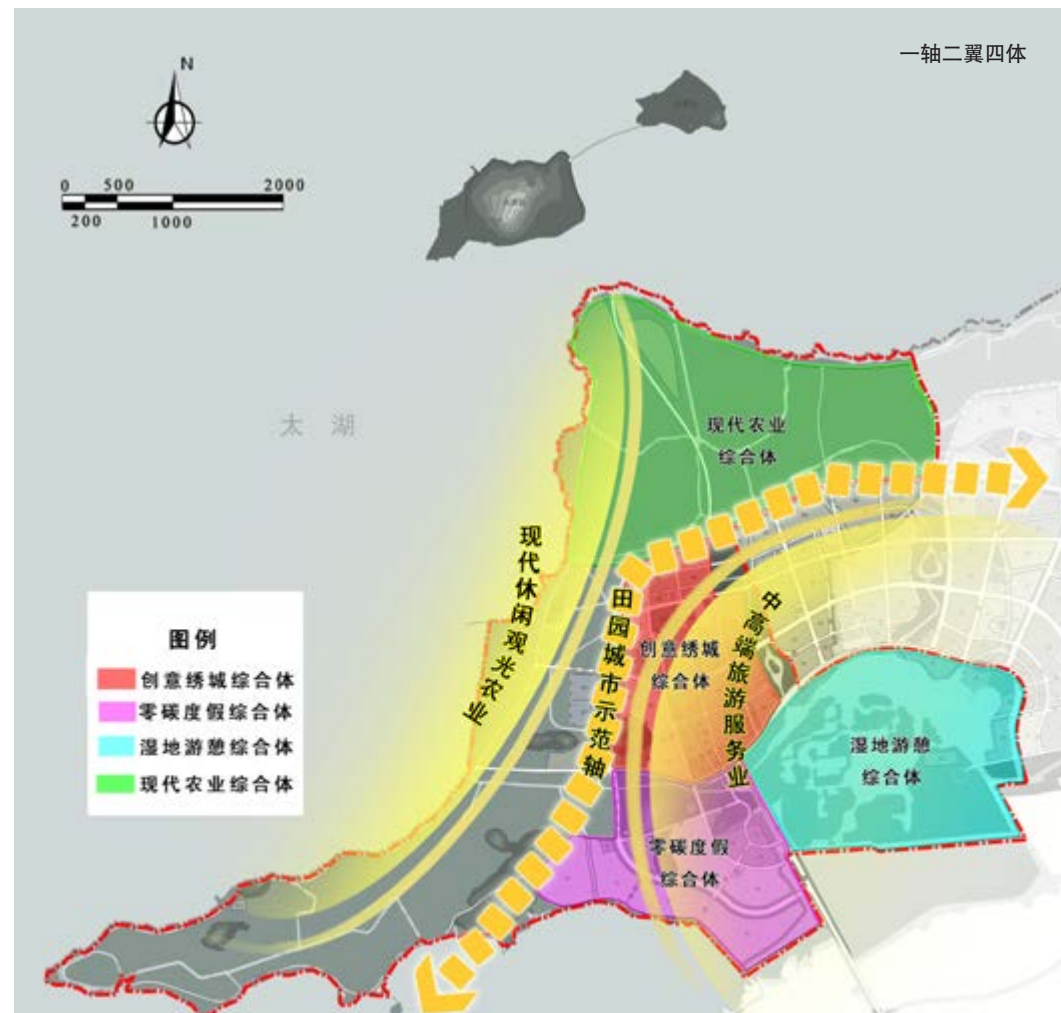 一轴二翼四体
N
0 500 2000
200 1000
太 湖
现代农业
综合体
现代休闲观光农业
田园城市示范轴
创意绣城
综合体
中高端旅游服务业
湿地游憩
综合体
零碳度假
综合体
图例
创意绣城综合体
零碳度假综合体
湿地游憩综合体
现代农业综合体